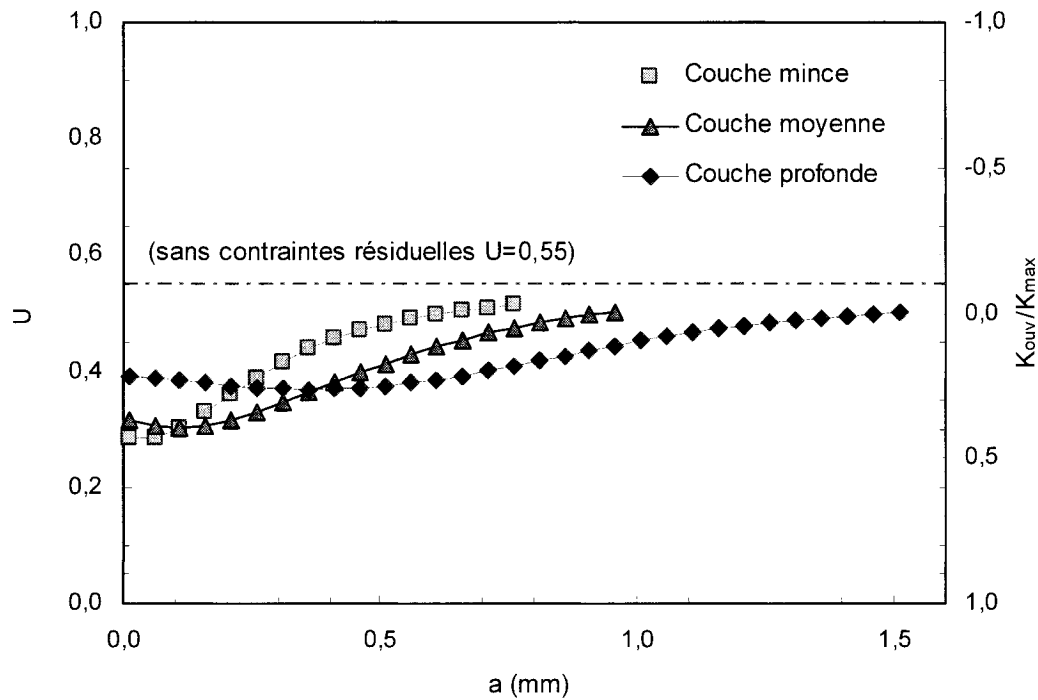 1,0
0,8
0,6
0,4
0,2
0,0
U
-1,0
-0,5
0,0
0,5
1,0
Kouv/Kmax
Couche mince
Couche moyenne
Couche profonde
(sans contraintes résiduelles U=0,55)
0,0
0,5
1,0
1,5
a (mm)